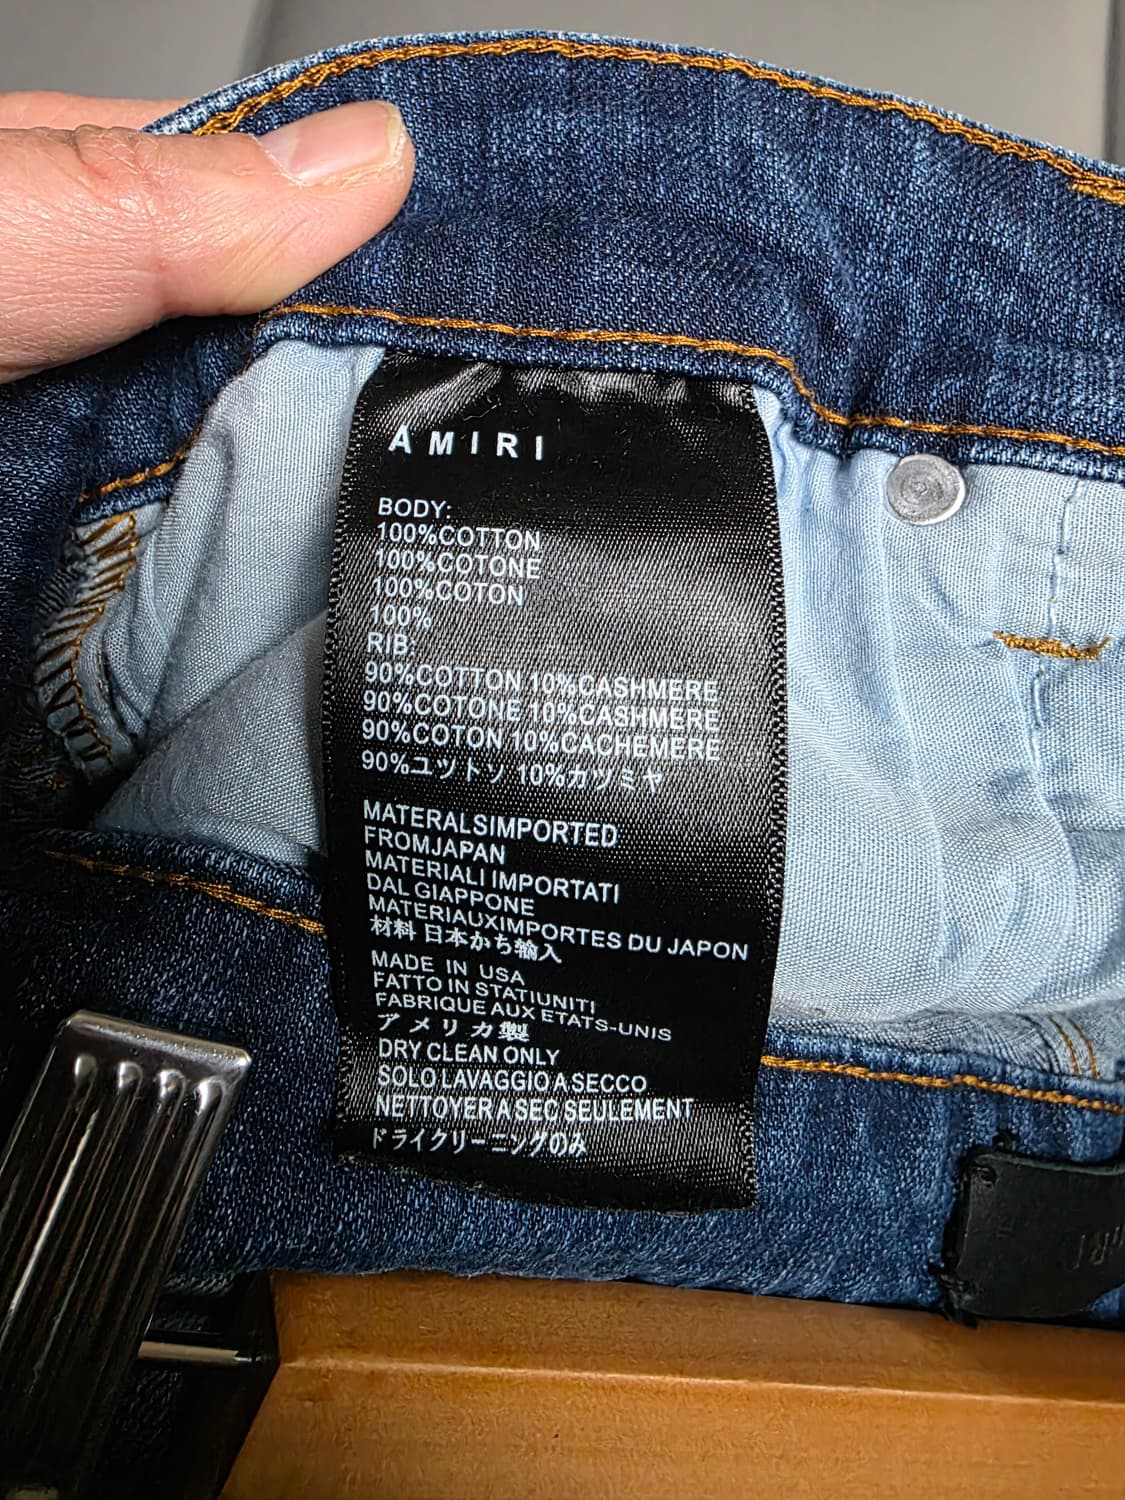 AMIRI
BODY:
100%COTTON
100%COTONE
100%COTON
100%
RIB:
90%COTTON 10%CASHMERE
90%COTONE 10%CASHMERE
90%COTON 10%CACHEMERE
90%ユツトソ 10%カツミヤ
MATERALSIMPORTED
FROMJAPAN
MATERIALI IMPORTATI
DAL GIAPPONE
MATERIAUXIMPORTES DU JAPON
材料 日本かち输入
MADE IN USA
FATTO IN STATIUNITI
FABRIQUE AUX ETATS-UNIS
アメリカ製
DRY CLEAN ONLY
SOLO LAVAGGIO A SECCO
NETTOYER A SEC SEULEMENT
ドライクリーニングのみ